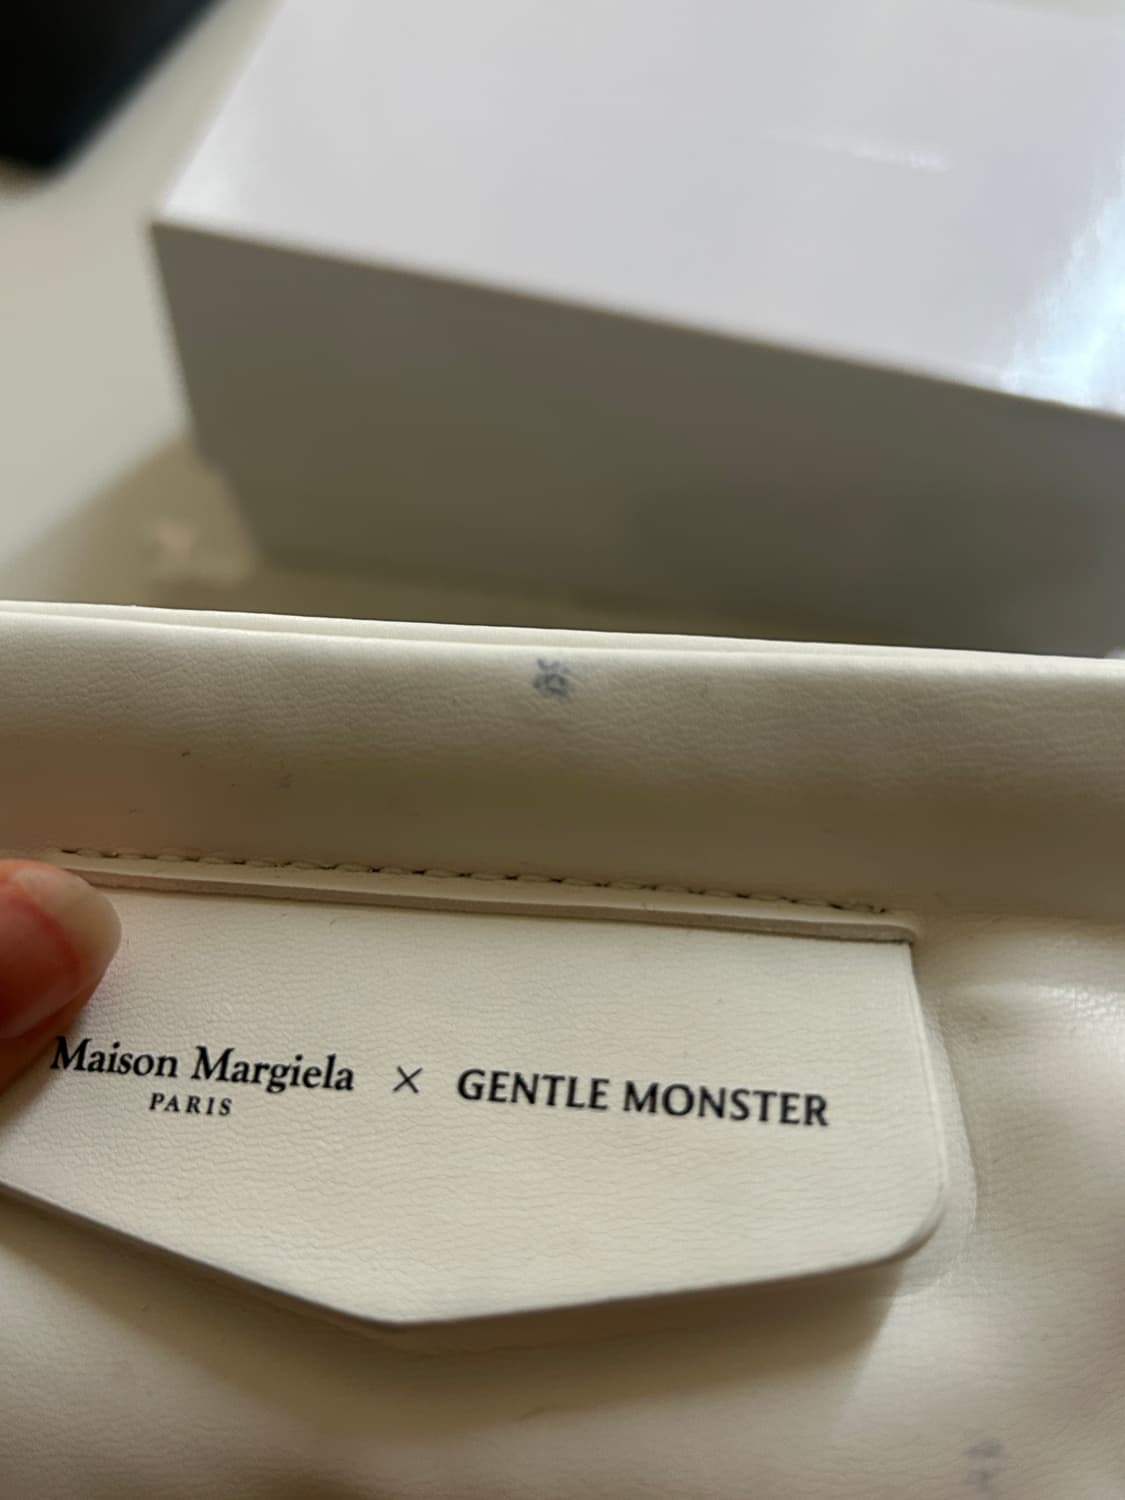 Maison Margiela × GENTLE MONSTER
PARIS